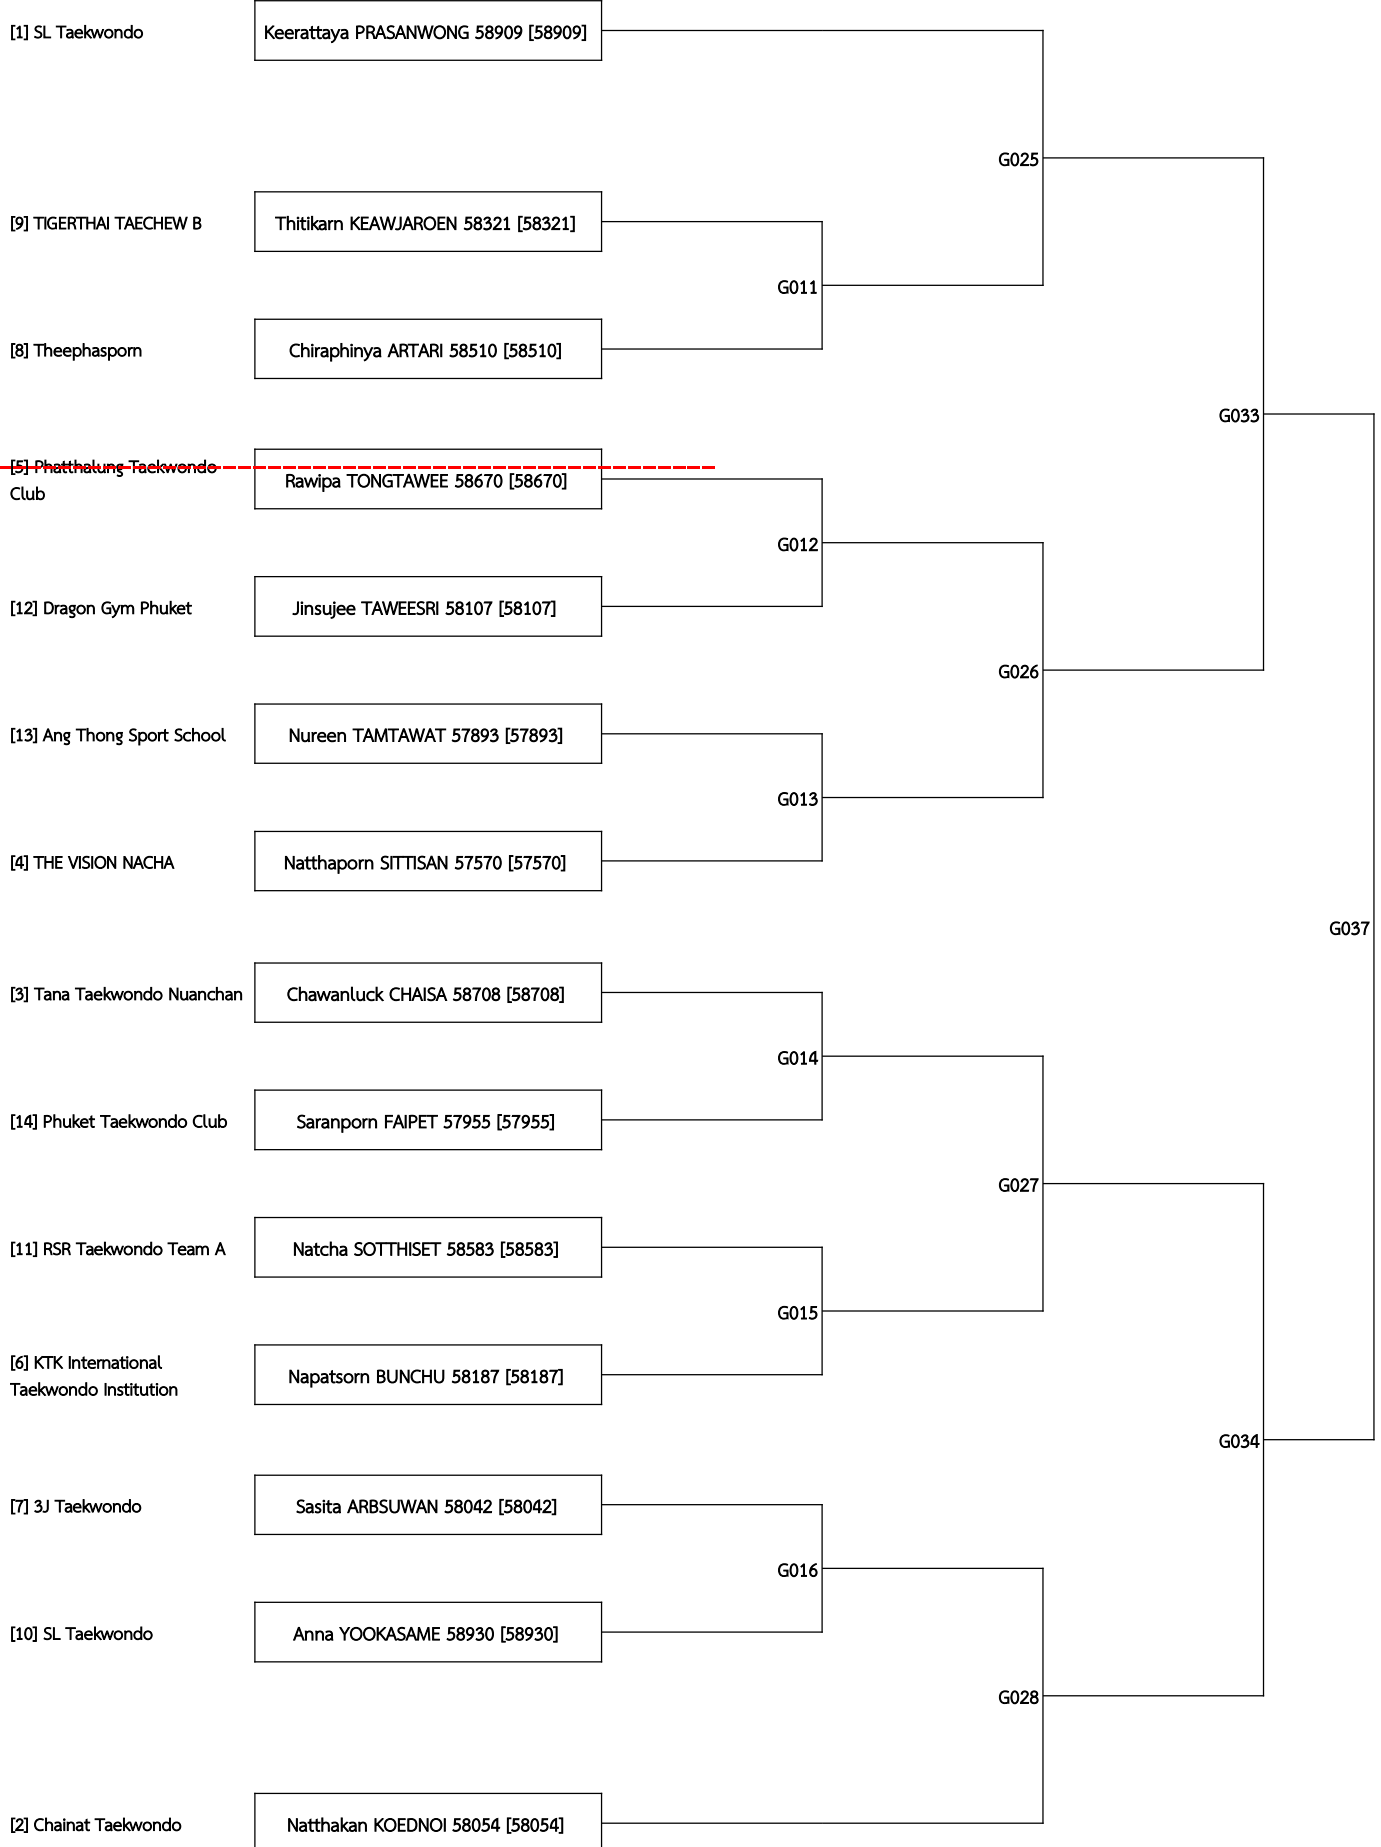 [1] SL Taekwondo
Keerattaya PRASANWONG 58909 [58909]
G025
[9] TIGERTHAI TAECHEW B
Thitikarn KEAWJAROEN 58321 [58321]
G011
[8] Theephasporn
Chiraphinya ARTARI 58510 [58510]
G033
[5] Phatthalung Taekwondo
Club
Rawipa TONGTAWEE 58670 [58670]
G012
[12] Dragon Gym Phuket
Jinsujee TAWEESRI 58107 [58107]
G026
[13] Ang Thong Sport School
Nureen TAMTAWAT 57893 [57893]
G013
[4] THE VISION NACHA
Natthaporn SITTISAN 57570 [57570]
G037
[3] Tana Taekwondo Nuanchan
Chawanluck CHAISA 58708 [58708]
G014
[14] Phuket Taekwondo Club
Saranporn FAIPET 57955 [57955]
G027
[11] RSR Taekwondo Team A
Natcha SOTTHISET 58583 [58583]
G015
[6] KTK International
Taekwondo Institution
Napatsorn BUNCHU 58187 [58187]
G034
[7] 3J Taekwondo
Sasita ARBSUWAN 58042 [58042]
G016
[10] SL Taekwondo
Anna YOOKASAME 58930 [58930]
G028
[2] Chainat Taekwondo
Natthakan KOEDNOI 58054 [58054]